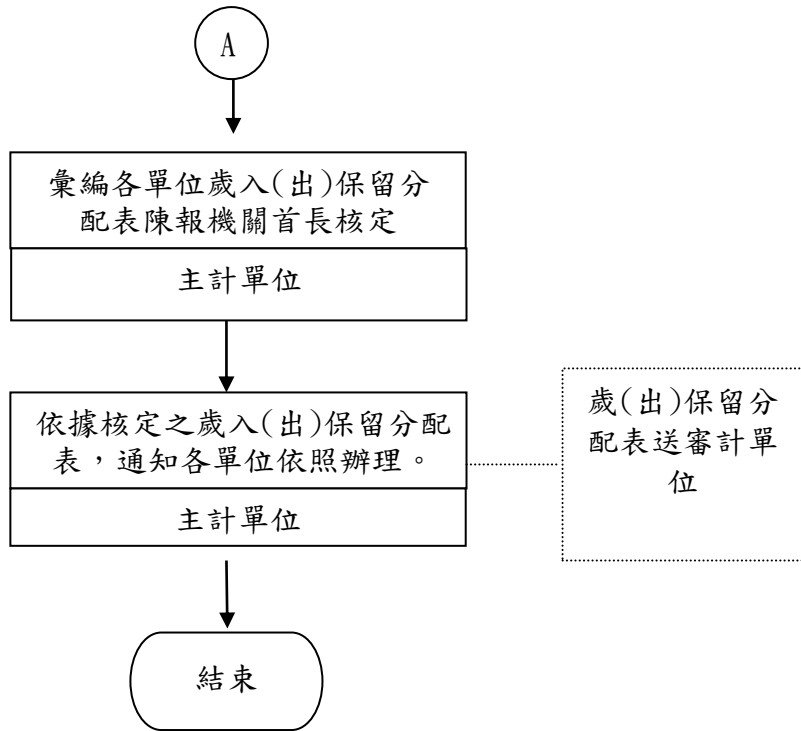 A
彙編各單位歲入(出)保留分
配表陳報機關首長核定
主計單位
依據核定之歲入(出)保留分配
表，通知各單位依照辦理。
主計單位
歲(出)保留分
配表送審計單
位
結束